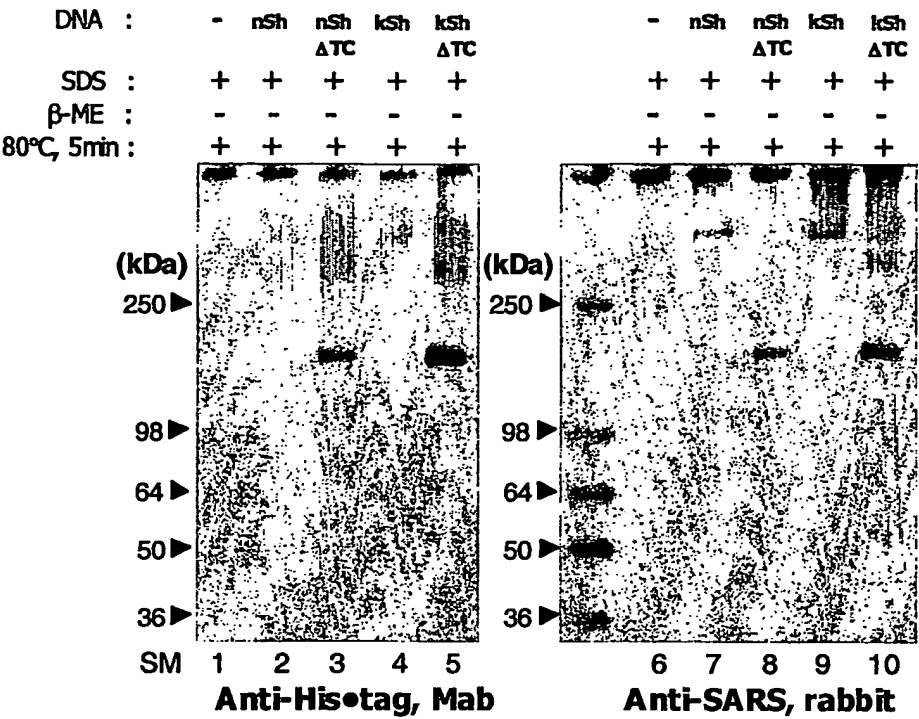 DNA : - nSh nSh kSh kSh - nSh nSh kSh kSh
ΔTC ΔTC ΔTC ΔTC
SDS : + + + + + + + + + +
β-ME : - - - - - - - - - -
80°C, 5min : + + + + + + + + + +
(kDa) (kDa)
250 250
98 98
64 64
50 50
36 36
SM 1 2 3 4 5 6 7 8 9 10
Anti-His•tag, Mab Anti-SARS, rabbit